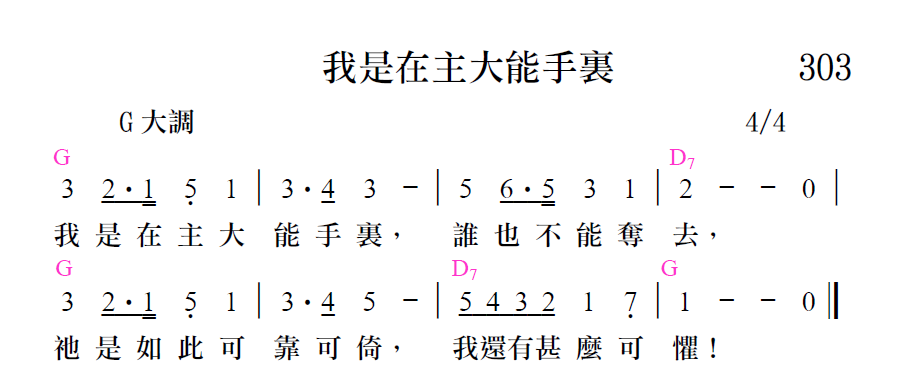 我是在主大能手裏 303
G 大調 4/4
G D7
3 2·1 5 1 | 3·4 3 － | 5 6·5 3 1 | 2 － － 0 |
我是在主大 能手裏， 誰也不能奪 去，
G D7 G
3 2·1 5 1 | 3·4 5 － | 5 4 3 2 1 7 | 1 － － 0 ‖
祂是如此可 靠可倚， 我還有甚麼可 懼！